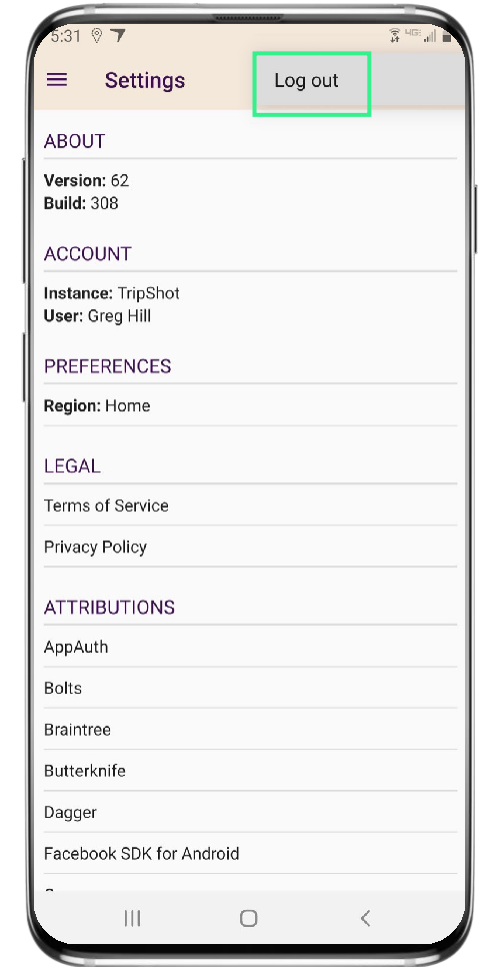 5:31
4G
Settings
Log out
ABOUT
Version: 62
Build: 308
ACCOUNT
Instance: TripShot
User: Greg Hill
PREFERENCES
Region: Home
LEGAL
Terms of Service
Privacy Policy
ATTRIBUTIONS
AppAuth
Bolts
Braintree
Butterknife
Dagger
Facebook SDK for Android